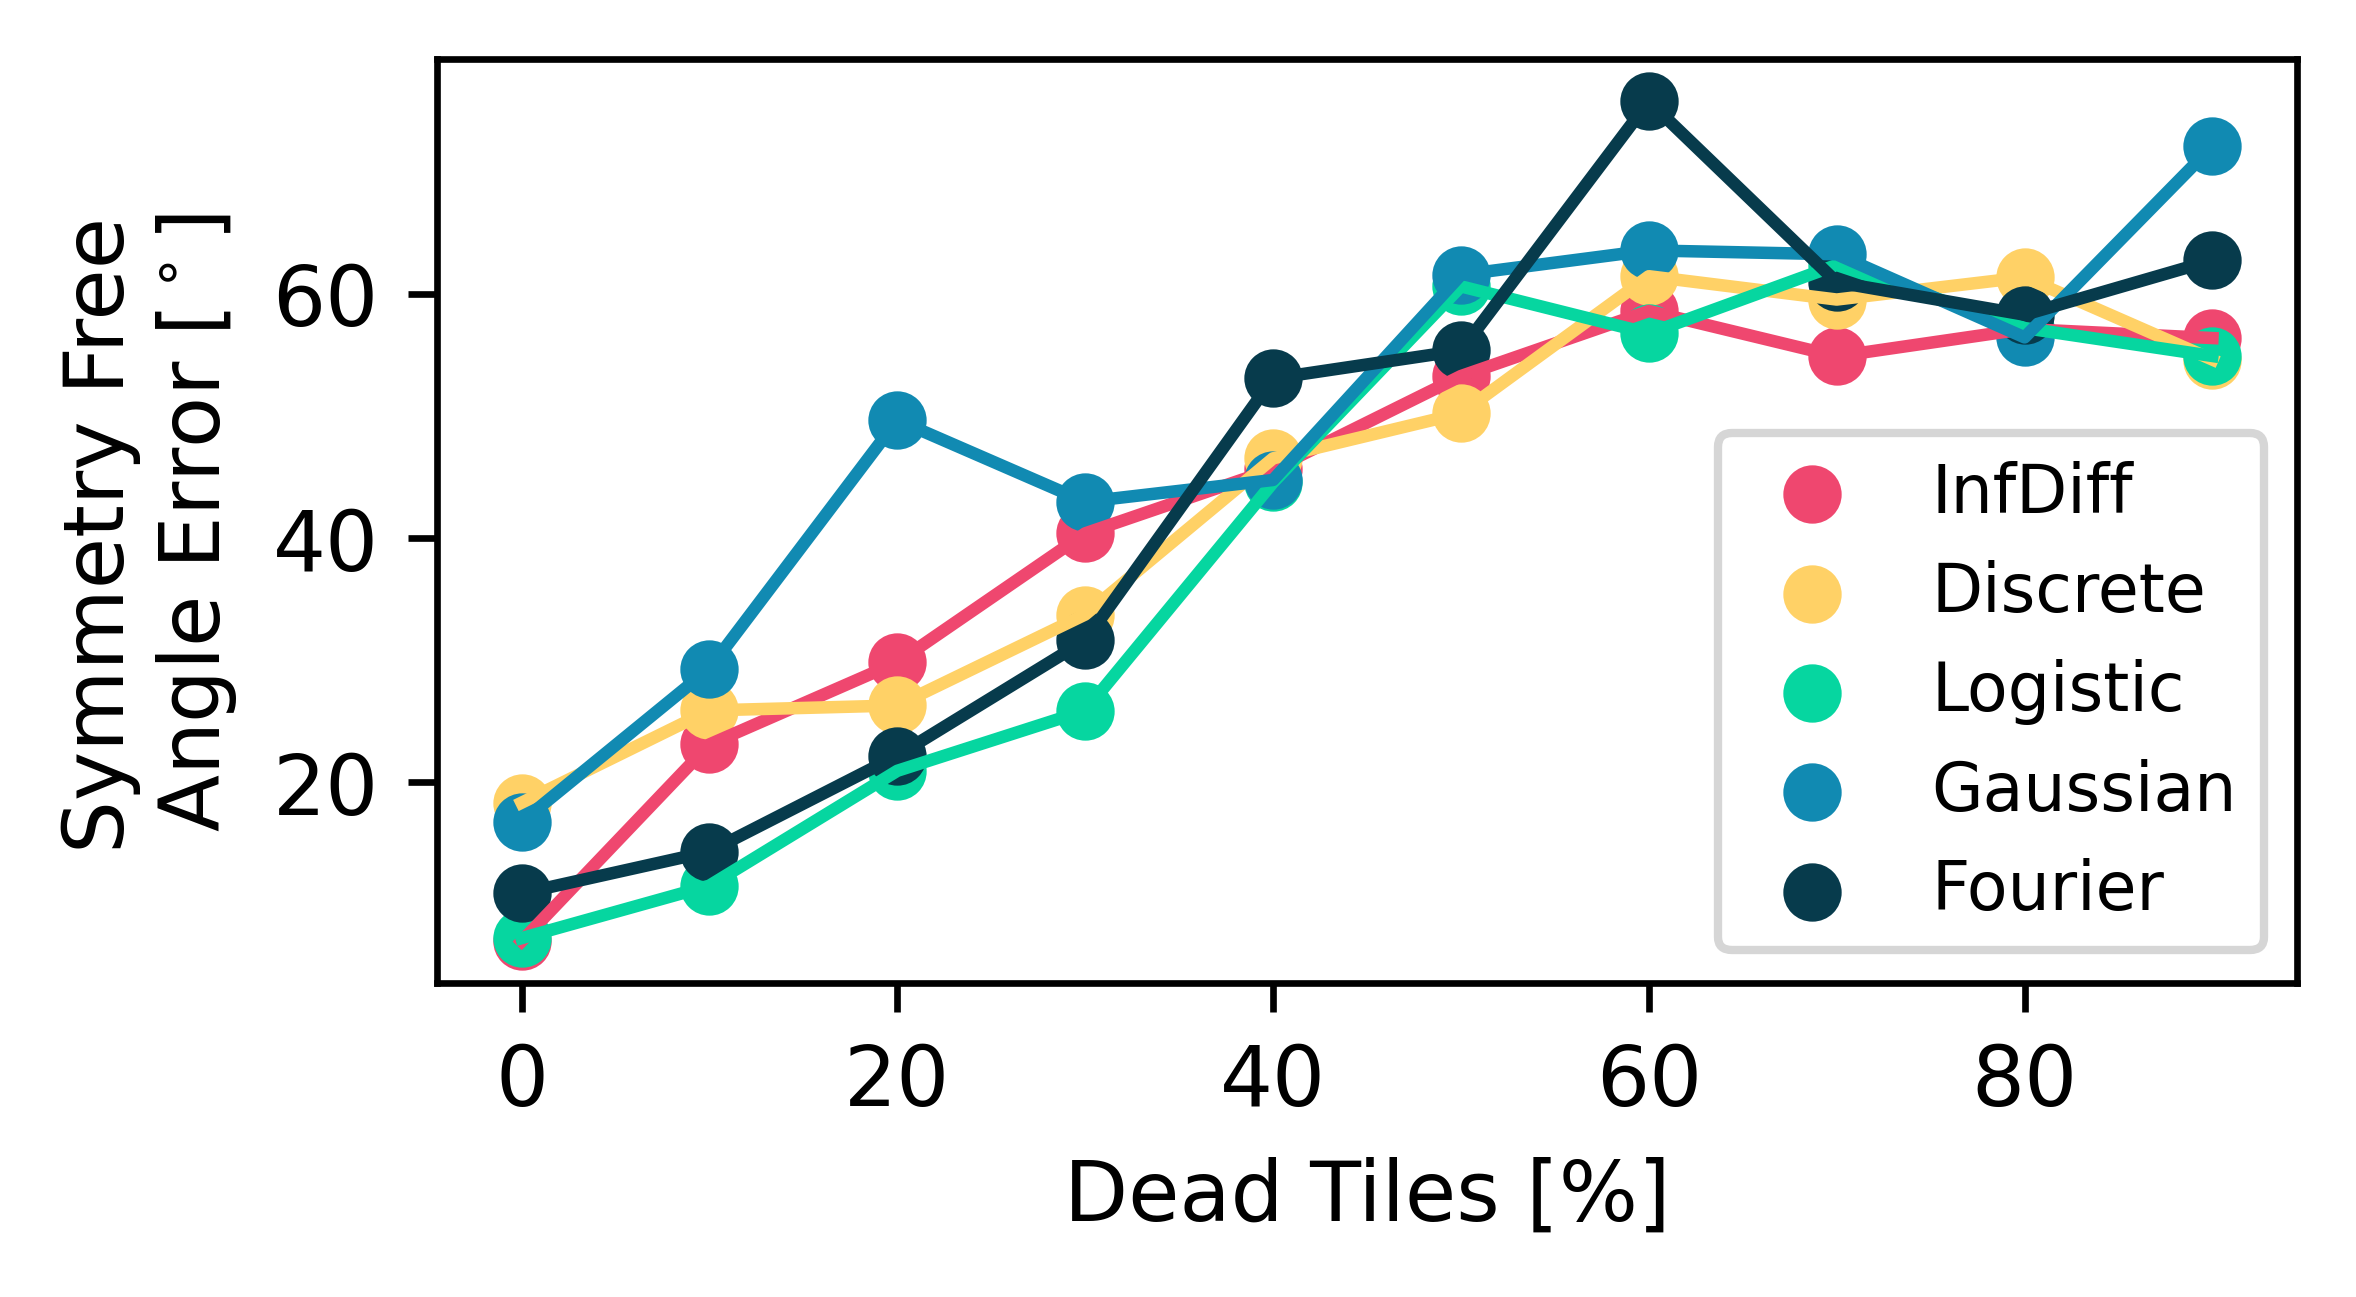 Symmetry Free
Angle Error [°]
60
40
20
0
20
40
60
80
Dead Tiles [%]
InfDiff
Discrete
Logistic
Gaussian
Fourier